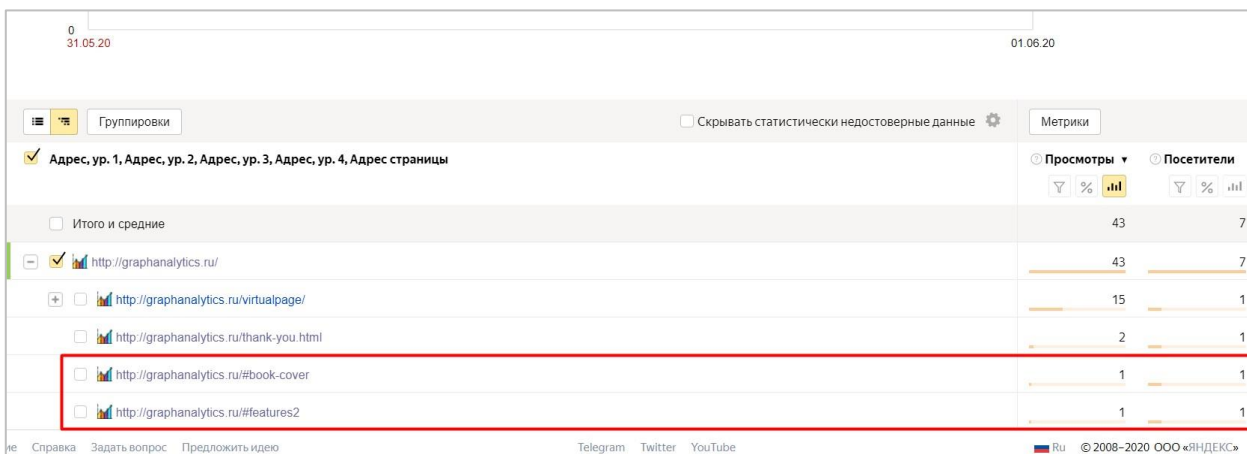 0
31.05.20 01.06.20
Группировки Скрывать статистически недостоверные данные Метрики
Адрес, ур. 1, Адрес, ур. 2, Адрес, ур. 3, Адрес, ур. 4, Адрес страницы Просмотры ▼ Посетители
%  %
Итого и средние 43 7
http://graphanalytics.ru/ 43 7
http://graphanalytics.ru/virtualpage/ 15 1
http://graphanalytics.ru/thank-you.html 2 1
http://graphanalytics.ru/#book-cover 1 1
http://graphanalytics.ru/#features2 1 1
Справка Задать вопрос Предложить идею Telegram Twitter YouTube Ru © 2008–2020 ООО «ЯНДЕКС»